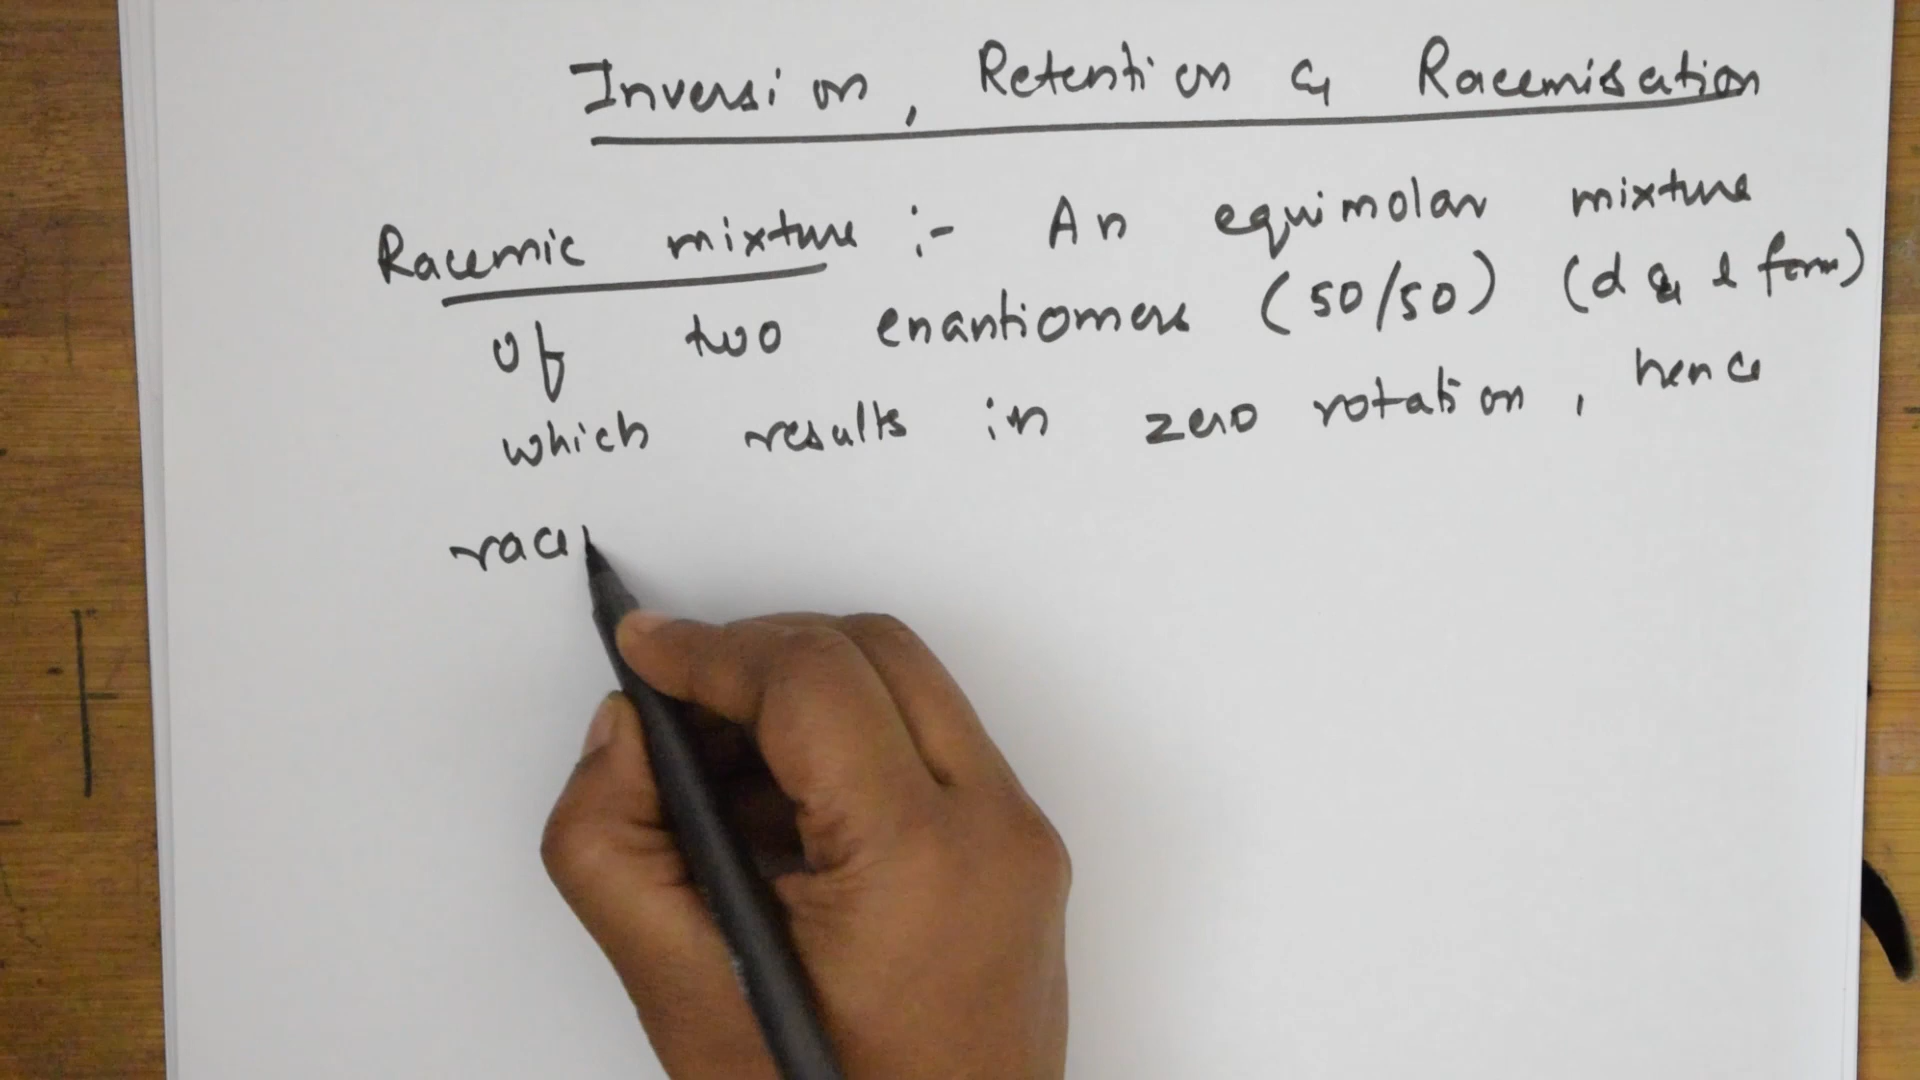 Inversion, Retention & Racemisation
Racemic mixture :- An equimolar mixture
of two enantiomers (50/50) (d & l form)
which results in zero rotation, hence
race